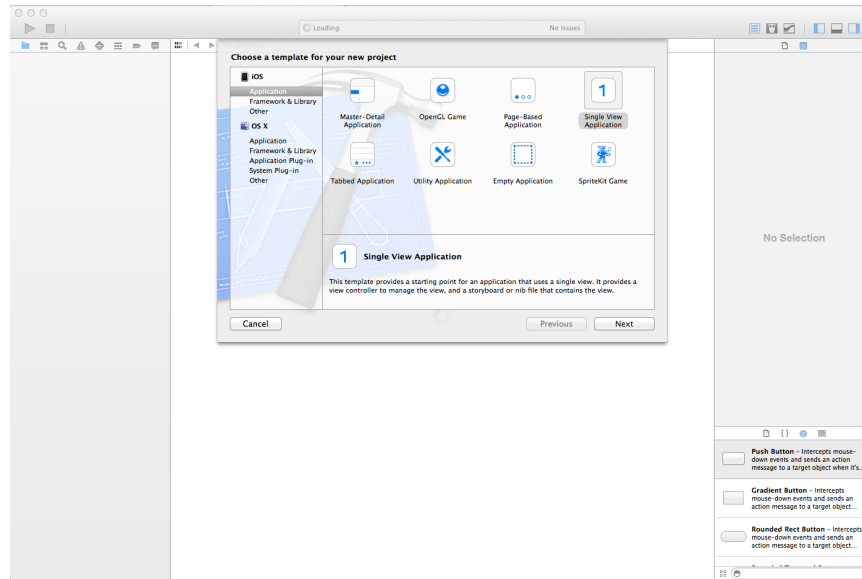 Loading
No Issues
Choose a template for your new project
iOS
Application
Framework & Library
Other
OS X
Application
Framework & Library
Application Plug-in
System Plug-in
Other
Master-Detail
Application
OpenGL Game
Page-Based
Application
1
Single View
Application
Tabbed Application
Utility Application
Empty Application
SpriteKit Game
1
Single View Application
This template provides a starting point for an application that uses a single view. It provides a
view controller to manage the view, and a storyboard or nib file that contains the view.
Cancel
Previous
Next
No Selection
{}
Push Button - Intercepts mouse-
down events and sends an action
message to a target object when it's...
Gradient Button - Intercepts
mouse-down events and sends an
action message to a target object...
Rounded Rect Button - Intercepts
mouse-down events and sends an
action message to a target object...